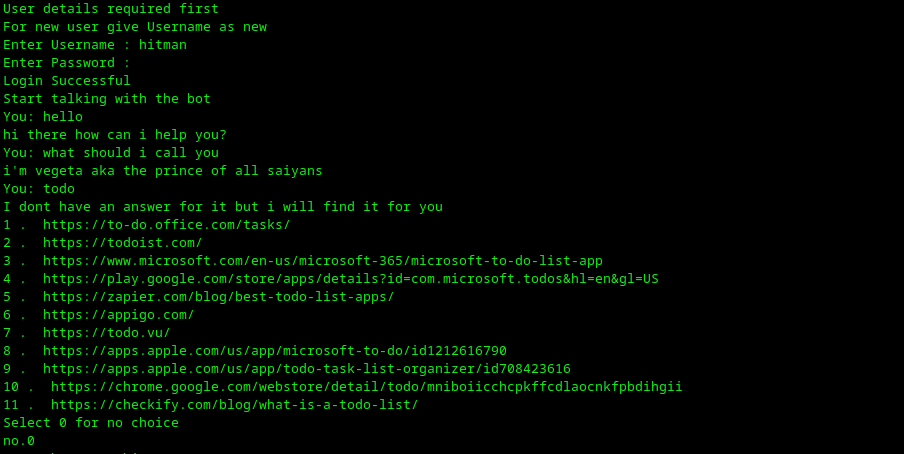 User details required first
For new user give Username as new
Enter Username : hitman
Enter Password :
Login Successful
Start talking with the bot
You: hello
hi there how can i help you?
You: what should i call you
i'm vegeta aka the prince of all saiyans
You: todo
I dont have an answer for it but i will find it for you
1 .  https://to-do.office.com/tasks/
2 .  https://todoist.com/
3 .  https://www.microsoft.com/en-us/microsoft-365/microsoft-to-do-list-app
4 .  https://play.google.com/store/apps/details?id=com.microsoft.todos&hl=en&gl=US
5 .  https://zapier.com/blog/best-todo-list-apps/
6 .  https://appigo.com/
7 .  https://todo.vu/
8 .  https://apps.apple.com/us/app/microsoft-to-do/id1212616790
9 .  https://apps.apple.com/us/app/todo-task-list-organizer/id708423616
10 .  https://chrome.google.com/webstore/detail/todo/mniboiicchcpkffcdlaocnkfpbdihgii
11 .  https://checkify.com/blog/what-is-a-todo-list/
Select 0 for no choice
no.0